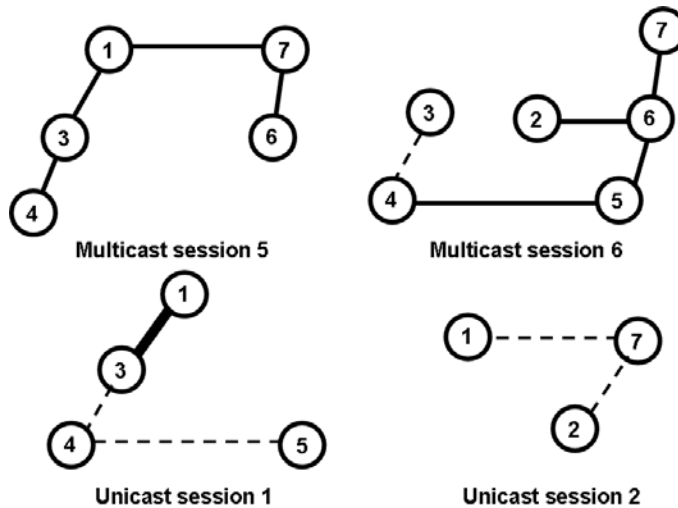 1 7
3 6
4
Multicast session 5
7
3 2 6
4 5
Multicast session 6
1
3
4 5
Unicast session 1
1 7
2
Unicast session 2